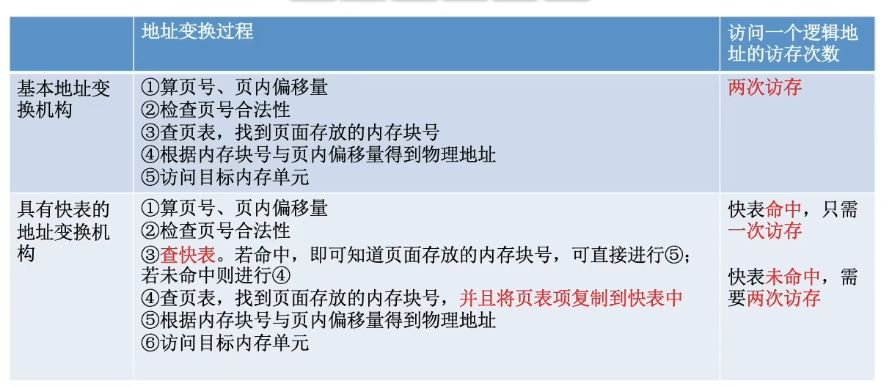 地址变换过程
访问一个逻辑地
址的访存次数
基本地址变
换机构
①算页号、页内偏移量
②检查页号合法性
③查页表，找到页面存放的内存块号
④根据内存块号与页内偏移量得到物理地址
⑤访问目标内存单元
两次访存
具有快表的
地址变换机
构
①算页号、页内偏移量
②检查页号合法性
③查快表。若命中，即可知道页面存放的内存块号，可直接进行⑤；
若未命中则进行④
④查页表，找到页面存放的内存块号，并且将页表项复制到快表中
⑤根据内存块号与页内偏移量得到物理地址
⑥访问目标内存单元
快表命中，只需
一次访存
快表未命中，需
要两次访存